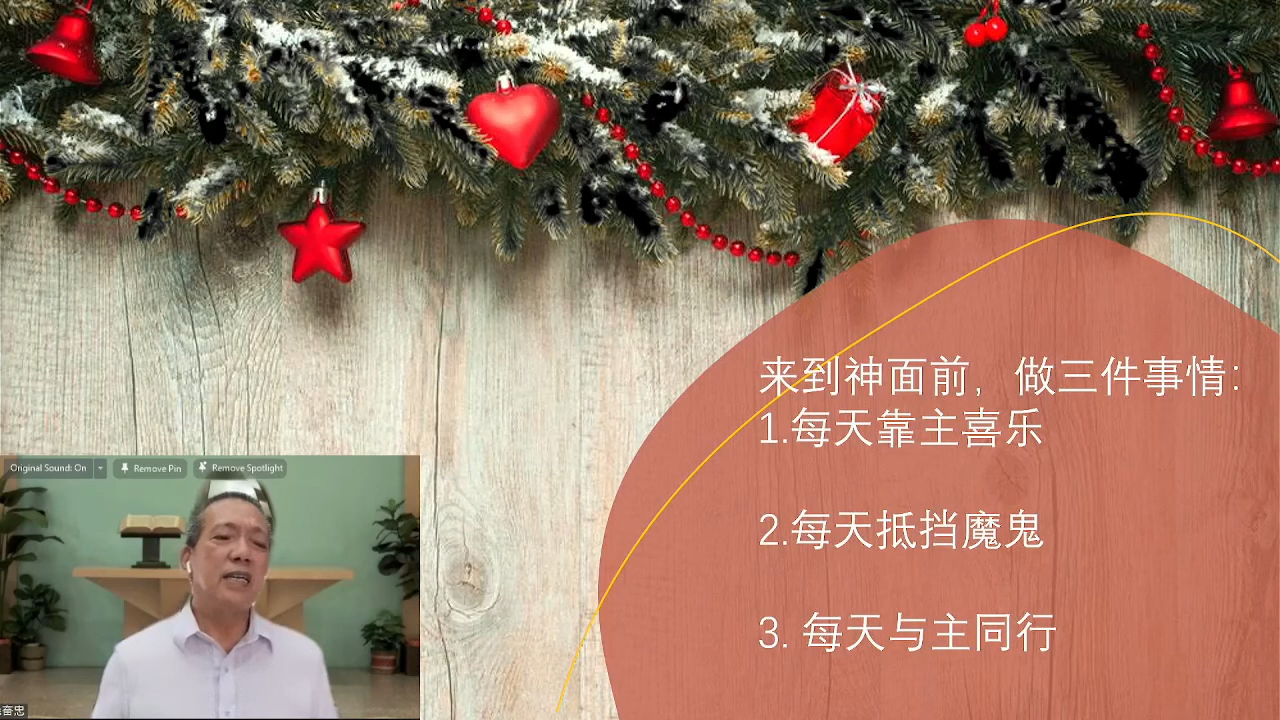 来到神面前，做三件事情:
1.每天靠主喜乐
2.每天抵挡魔鬼
3. 每天与主同行
Original Sound: On
Remove Pin
Remove Spotlight